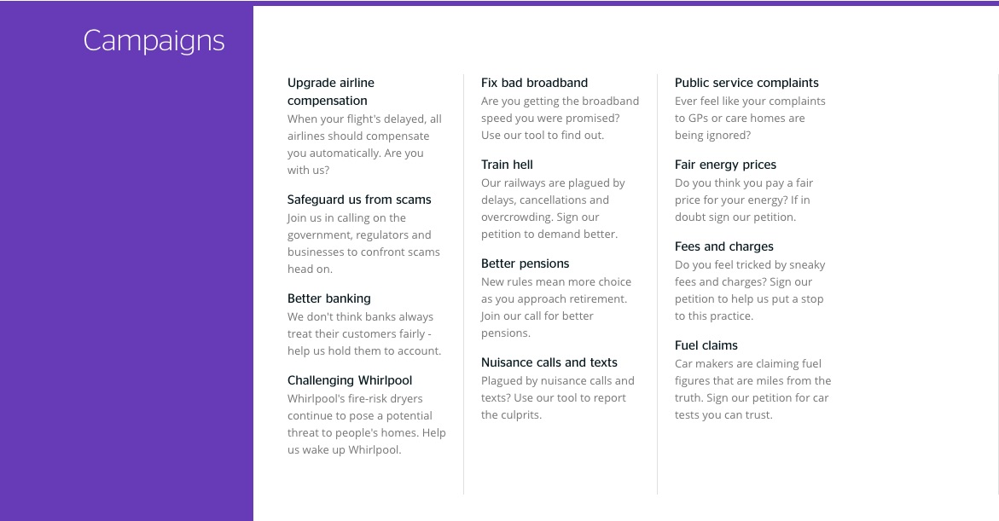 Campaigns
Upgrade airline
compensation
When your flight's delayed, all
airlines should compensate
you automatically. Are you
with us?
Safeguard us from scams
Join us in calling on the
government, regulators and
businesses to confront scams
head on.
Better banking
We don't think banks always
treat their customers fairly -
help us hold them to account.
Challenging Whirlpool
Whirlpool's fire-risk dryers
continue to pose a potential
threat to people's homes. Help
us wake up Whirlpool.
Fix bad broadband
Are you getting the broadband
speed you were promised?
Use our tool to find out.
Train hell
Our railways are plagued by
delays, cancellations and
overcrowding. Sign our
petition to demand better.
Better pensions
New rules mean more choice
as you approach retirement.
Join our call for better
pensions.
Nuisance calls and texts
Plagued by nuisance calls and
texts? Use our tool to report
the culprits.
Public service complaints
Ever feel like your complaints
to GPs or care homes are
being ignored?
Fair energy prices
Do you think you pay a fair
price for your energy? If in
doubt sign our petition.
Fees and charges
Do you feel tricked by sneaky
fees and charges? Sign our
petition to help us put a stop
to this practice.
Fuel claims
Car makers are claiming fuel
figures that are miles from the
truth. Sign our petition for car
tests you can trust.